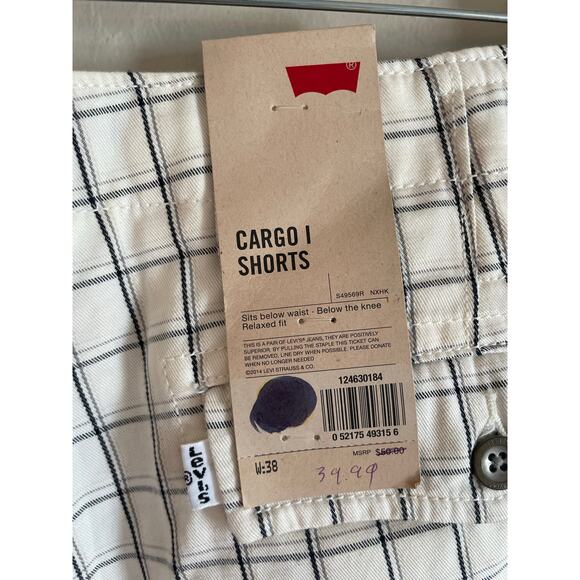 ®
CARGO I
SHORTS
S49569R NXHK
Sits below waist - Below the knee
Relaxed fit
THIS IS A PAIR OF LEVI'S® JEANS, THEY ARE POSITIVELY
SUPERIOR. BY PULLING THE STAPLE THIS TICKET CAN
BE REMOVED. LINE DRY WHEN POSSIBLE. PLEASE DONATE
WHEN NO LONGER NEEDED
©2014 LEVI STRAUSS & CO.
124630184
0 52175 49315 6
W:38
MSRP $50.00
39.99
LEVI'S
®